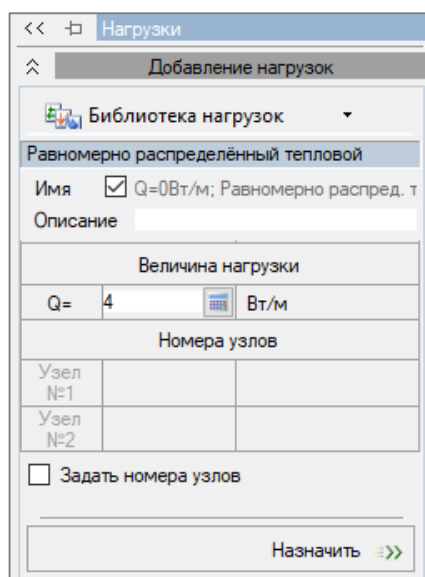 << Нагрузки
Добавление нагрузок
Библиотека нагрузок
Равномерно распределённый тепловой
Имя Q=0Вт/м; Равномерно распред. т
Описание
Величина нагрузки
Q= 4 Вт/м
Номера узлов
Узел
№1
Узел
№2
Задать номера узлов
Назначить